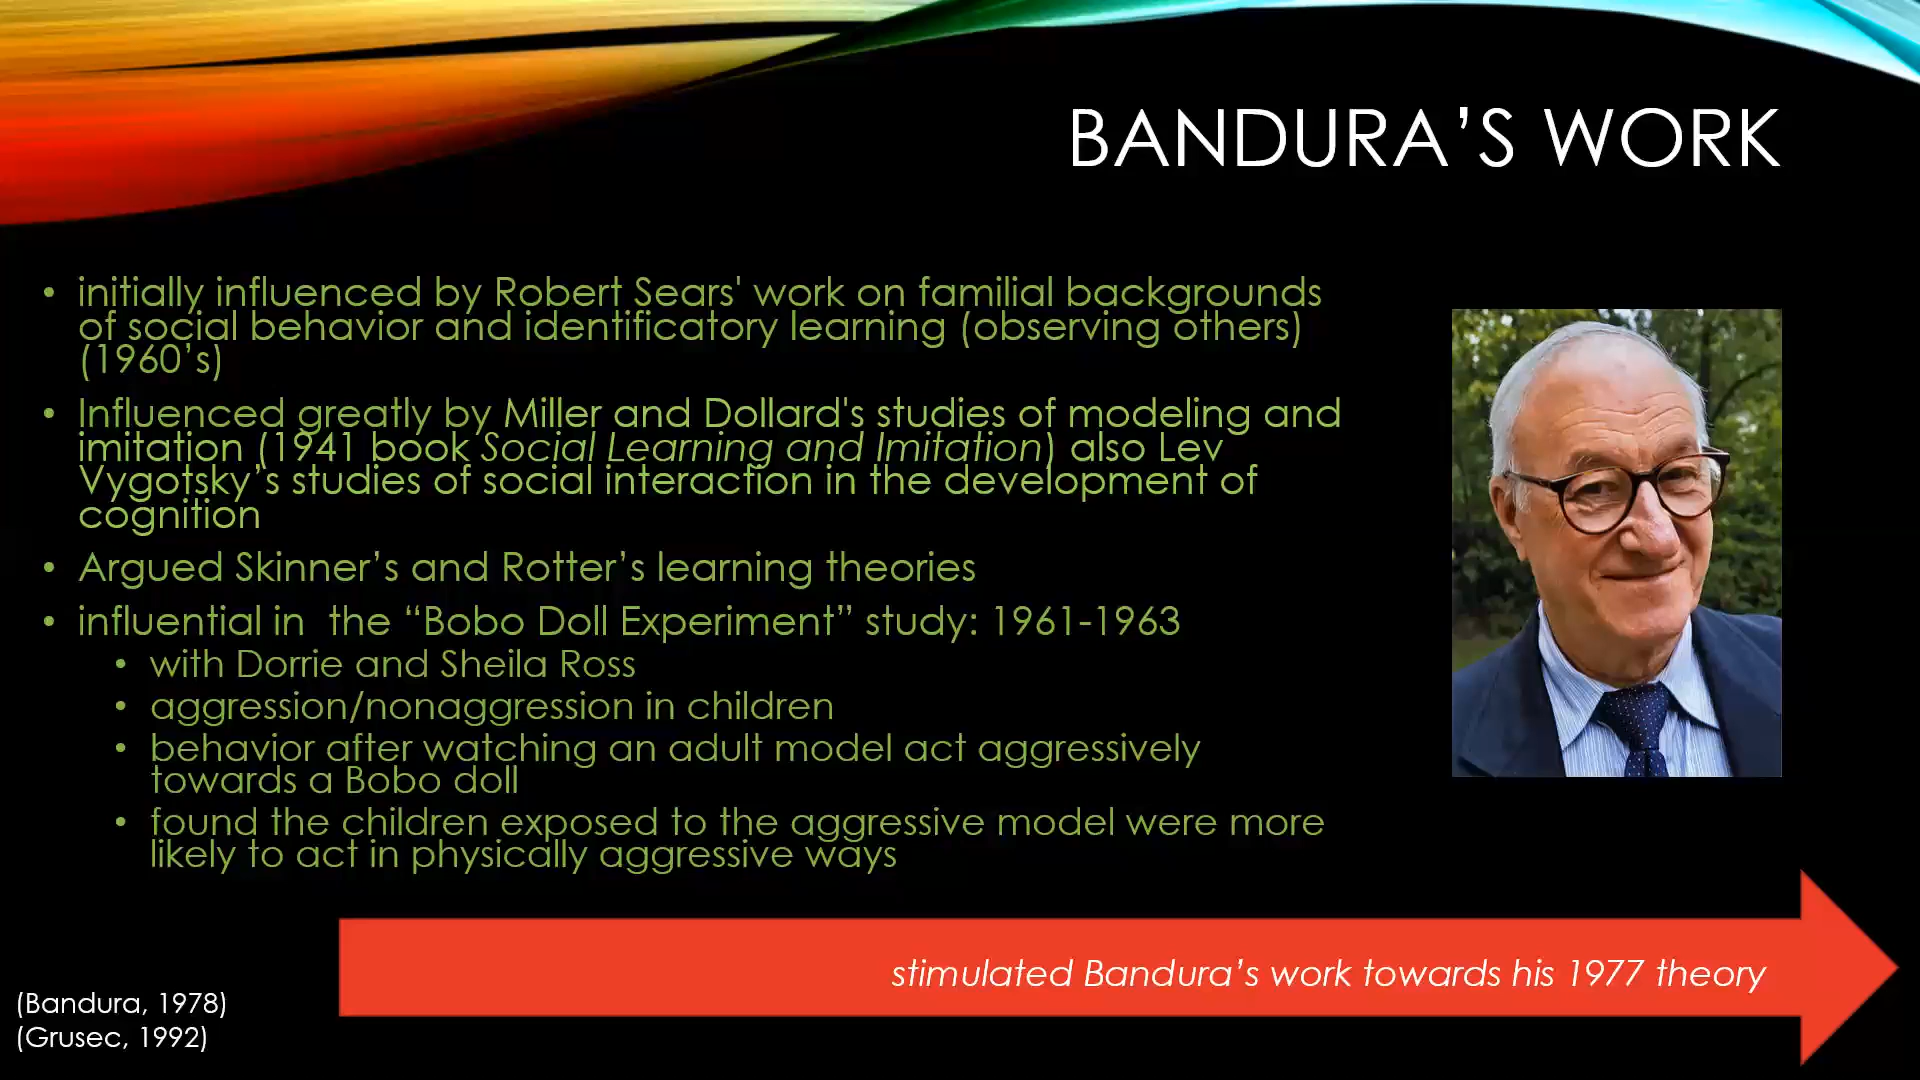 BANDURA’S WORK
• initially influenced by Robert Sears' work on familial backgrounds
of social behavior and identificatory learning (observing others)
(1960’s)
• Influenced greatly by Miller and Dollard's studies of modeling and
imitation (1941 book Social Learning and Imitation) also Lev
Vygotsky’s studies of social interaction in the development of
cognition
• Argued Skinner’s and Rotter’s learning theories
• influential in  the “Bobo Doll Experiment” study: 1961-1963
• with Dorrie and Sheila Ross
• aggression/nonaggression in children
• behavior after watching an adult model act aggressively
towards a Bobo doll
• found the children exposed to the aggressive model were more
likely to act in physically aggressive ways
stimulated Bandura’s work towards his 1977 theory
(Bandura, 1978)
(Grusec, 1992)